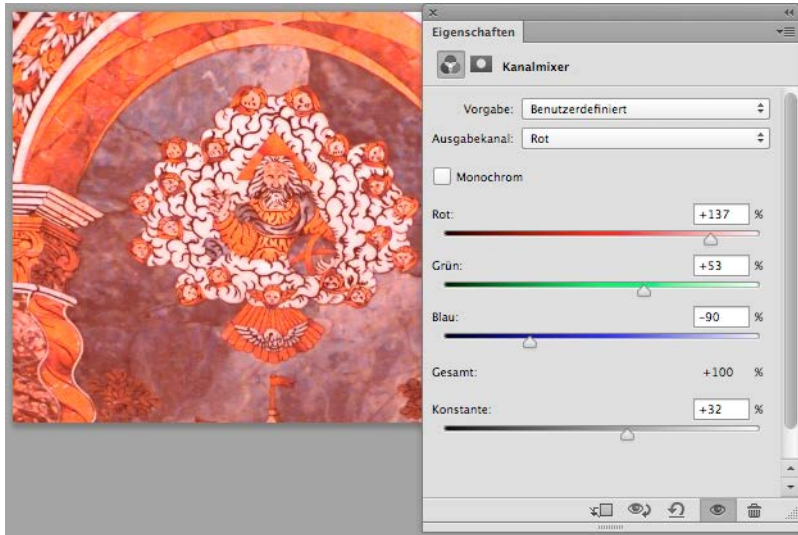 Eigenschaften
Kanalmixer
Vorgabe: Benutzerdefiniert
Ausgabekanal: Rot
Monochrom
Rot: +137 %
Grün: +53 %
Blau: -90 %
Gesamt: +100 %
Konstante: +32 %